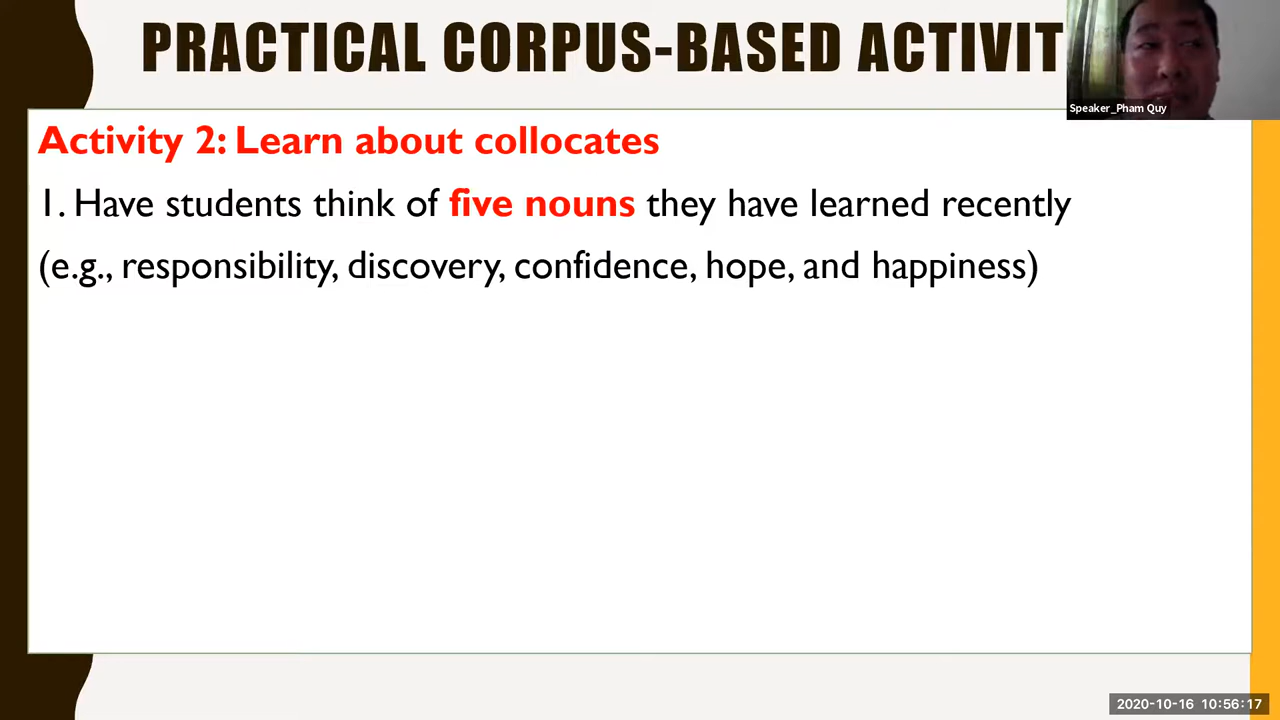 PRACTICAL CORPUS-BASED ACTIVIT
Speaker_Pham Quy
Activity 2: Learn about collocates
1. Have students think of five nouns they have learned recently
(e.g., responsibility, discovery, confidence, hope, and happiness)
2020-10-16 10:56:17